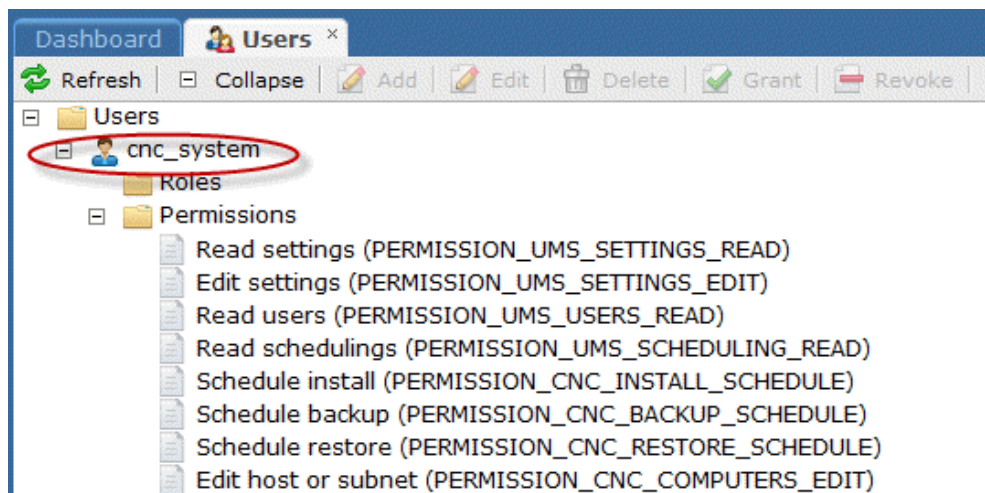 Dashboard Users ×
Refresh Collapse Add Edit Delete Grant Revoke
Users
cnc_system
Roles
Permissions
Read settings (PERMISSION_UMS_SETTINGS_READ)
Edit settings (PERMISSION_UMS_SETTINGS_EDIT)
Read users (PERMISSION_UMS_USERS_READ)
Read schedulings (PERMISSION_UMS_SCHEDULING_READ)
Schedule install (PERMISSION_CNC_INSTALL_SCHEDULE)
Schedule backup (PERMISSION_CNC_BACKUP_SCHEDULE)
Schedule restore (PERMISSION_CNC_RESTORE_SCHEDULE)
Edit host or subnet (PERMISSION_CNC_COMPUTERS_EDIT)